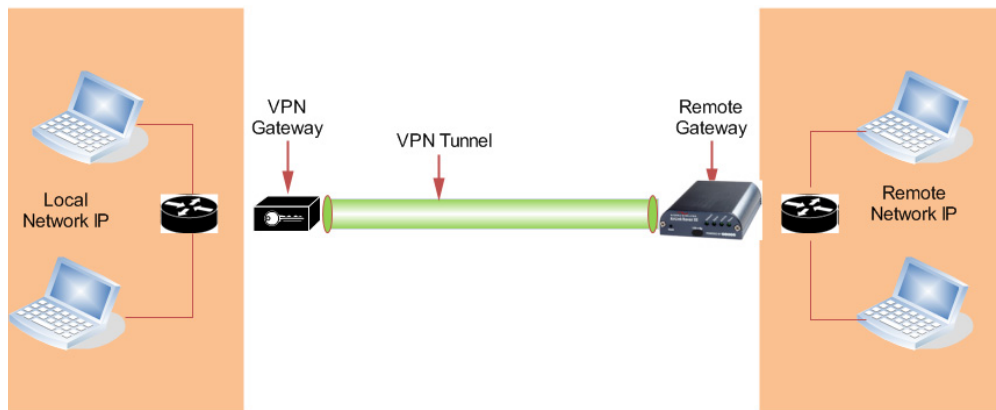 VPN
Gateway
Remote
Gateway
VPN Tunnel
Local
Network IP
Remote
Network IP